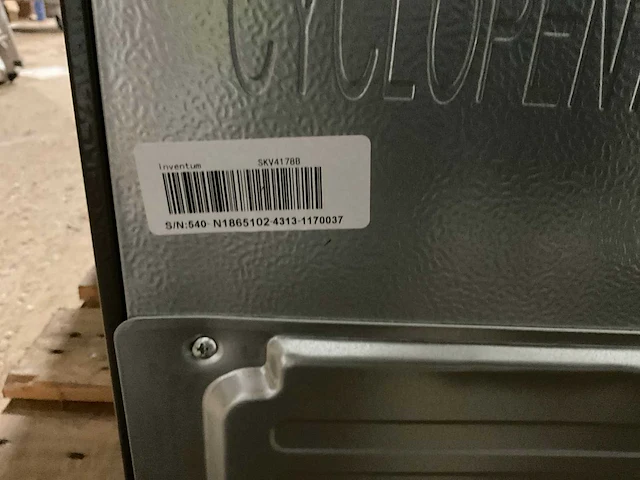 CYCLOPEN
inventum SKV4178B
S/N:540- N1865102-4313-1170037